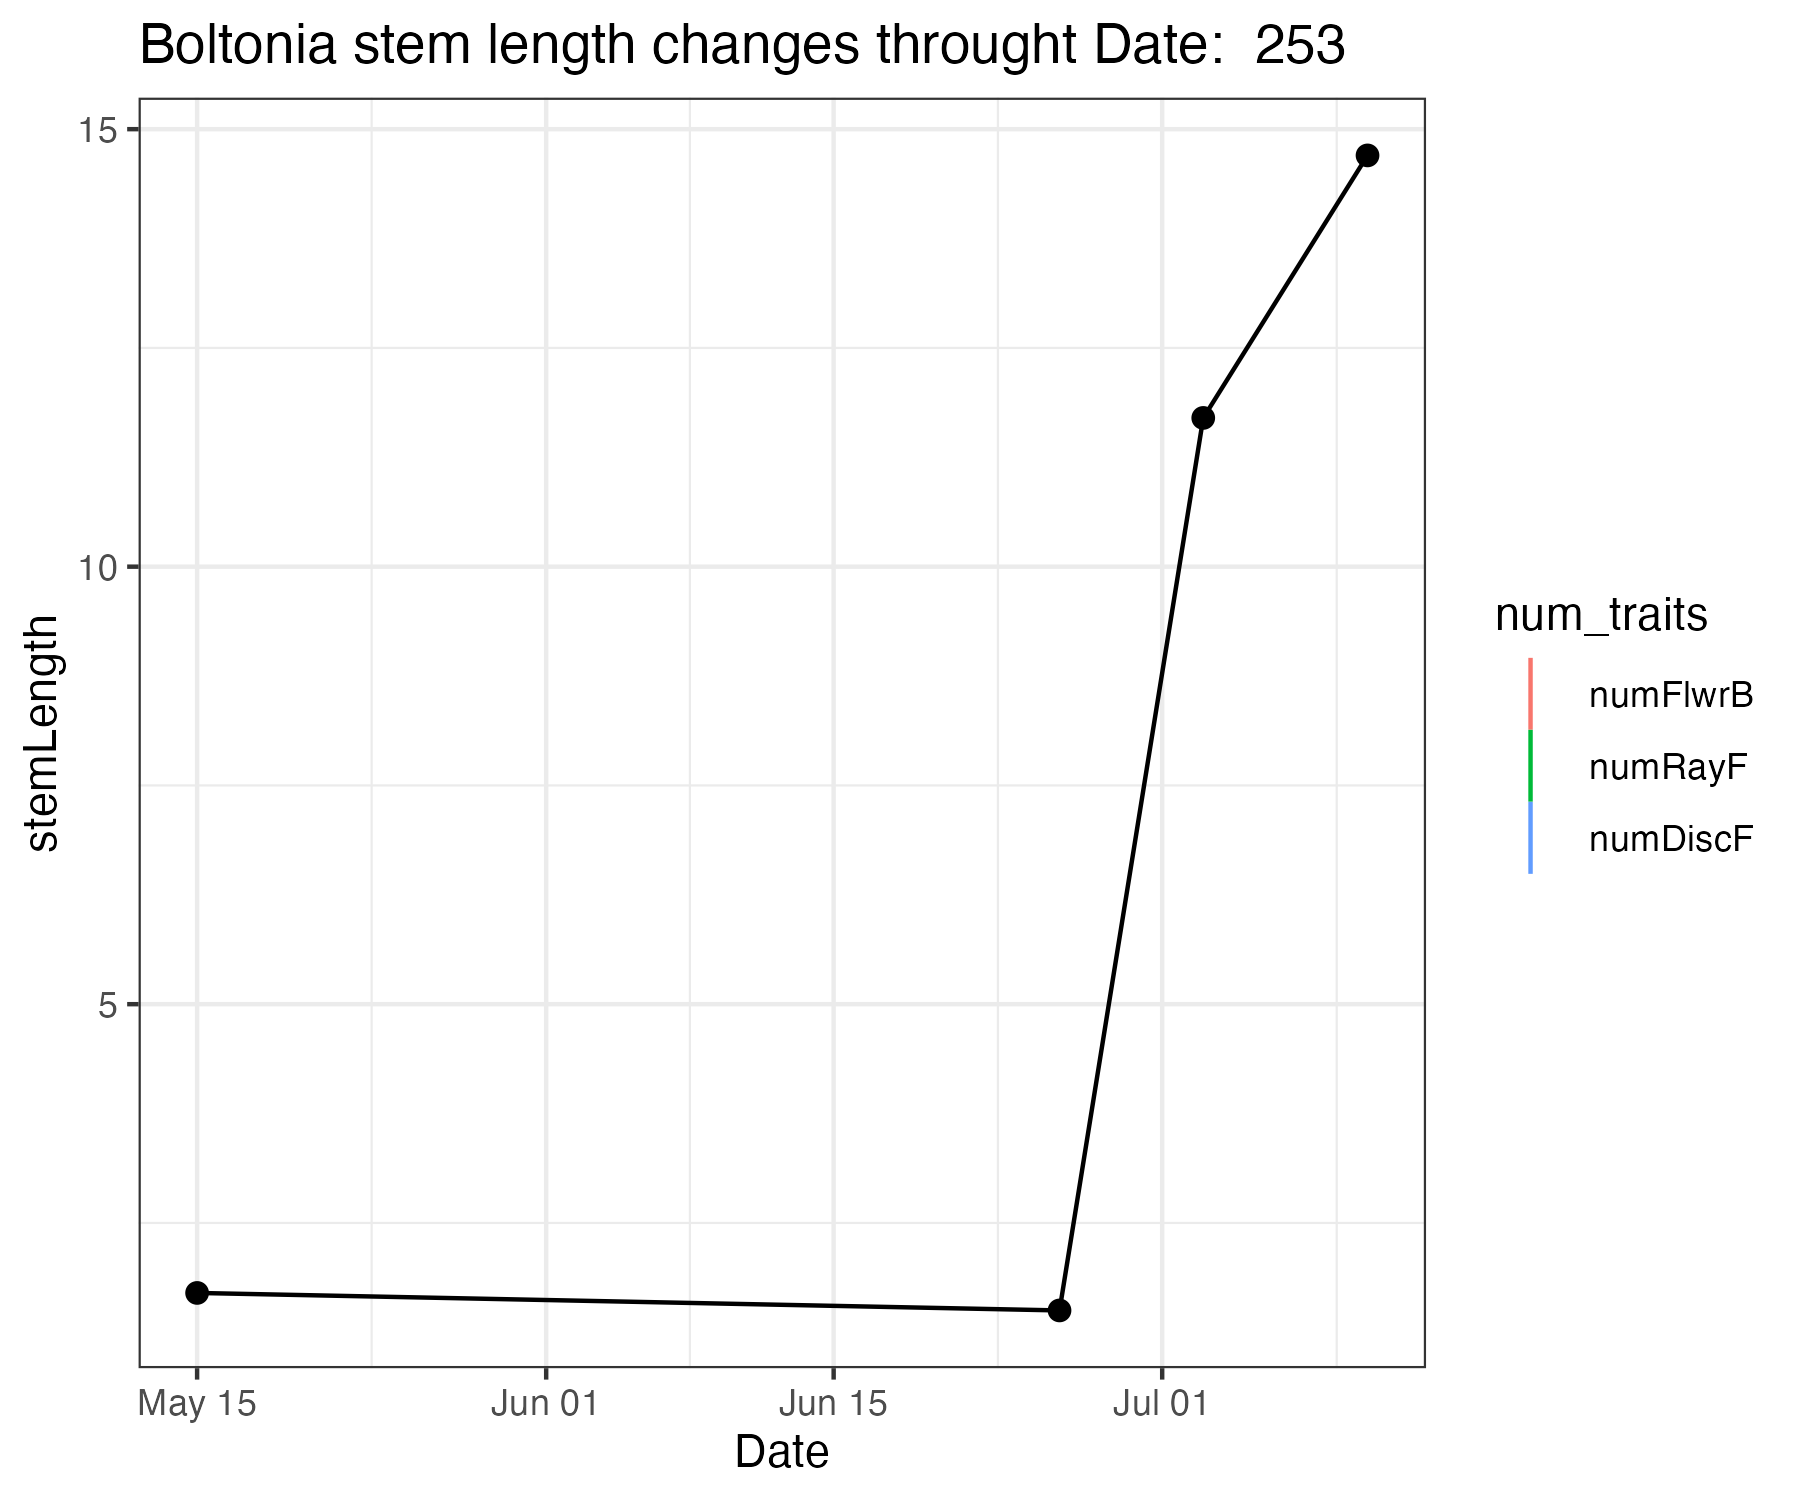 Boltonia stem length changes throught Date:  253
15
10
5
stemLength
May 15
Jun 01
Jun 15
Jul 01
Date
num_traits
numFlwrB
numRayF
numDiscF